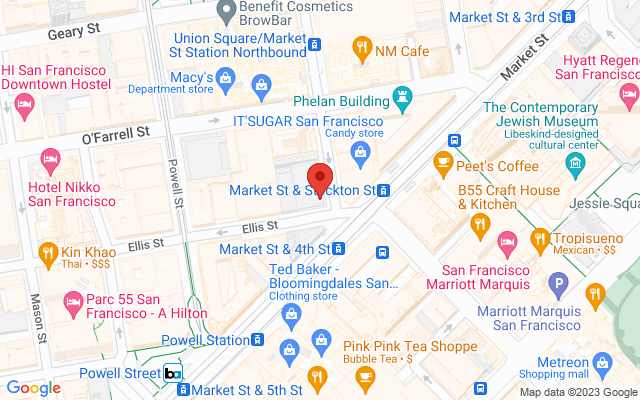 Benefit Cosmetics
BrowBar
Geary St
Union Square/Market
St Station Northbound
Market St & 3rd St
Market St
NM Cafe
Hyatt Regen
San Francisco
HI San Francisco
Downtown Hostel
Macy's
Department store
Phelan Building
The Contemporary
Jewish Museum
Libeskind-designed
cultural center
O'Farrell St
IT'SUGAR San Francisco
Candy store
Powell St
Peet's Coffee
Hotel Nikko
San Francisco
Market St & Stockton St
B55 Craft House
& Kitchen
Jessie Squa
Ellis St
Ellis St
Kin Khao
Thai • $$$
Market St & 4th St
Tropisueno
Mexican • $$
Ted Baker -
Bloomingdales San...
Clothing store
San Francisco
Marriott Marquis
Mason St
Parc 55 San
Francisco - A Hilton
P
Marriott Marquis
San Francisco
Powell Station
Pink Pink Tea Shoppe
Bubble Tea • $
Metreon
Shopping mall
Powell Street
ba
Market St & 5th St
Google
Map data ©2023 Google